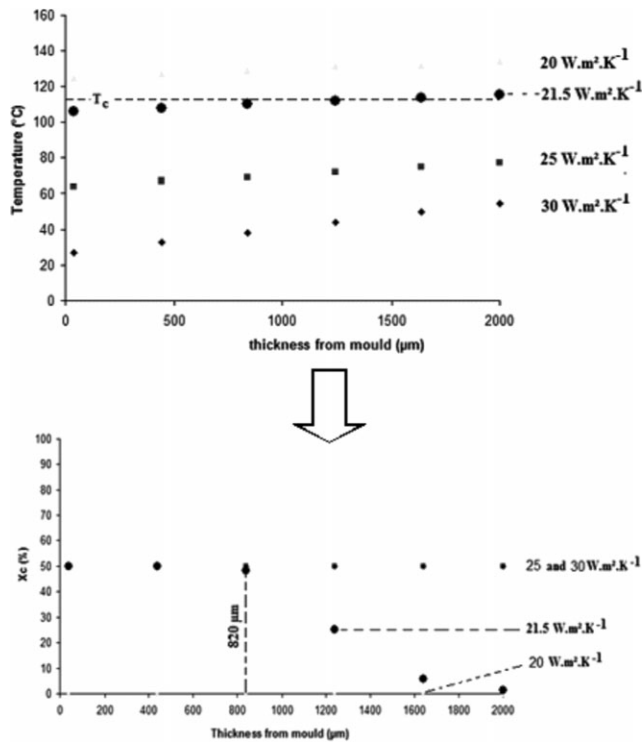 160
140
120
100
80
60
40
20
0
Temperature (°C)
T_c
20 W.m².K⁻¹
21.5 W.m².K⁻¹
25 W.m².K⁻¹
30 W.m².K⁻¹
0 500 1000 1500 2000
thickness from mould (µm)
100
90
80
70
60
50
40
30
20
10
0
Xc (%)
820 µm
25 and 30W.m².K⁻¹
21.5 W.m².K⁻¹
20 W.m².K⁻¹
0 200 400 600 800 1000 1200 1400 1600 1800 2000
Thickness from mould (µm)